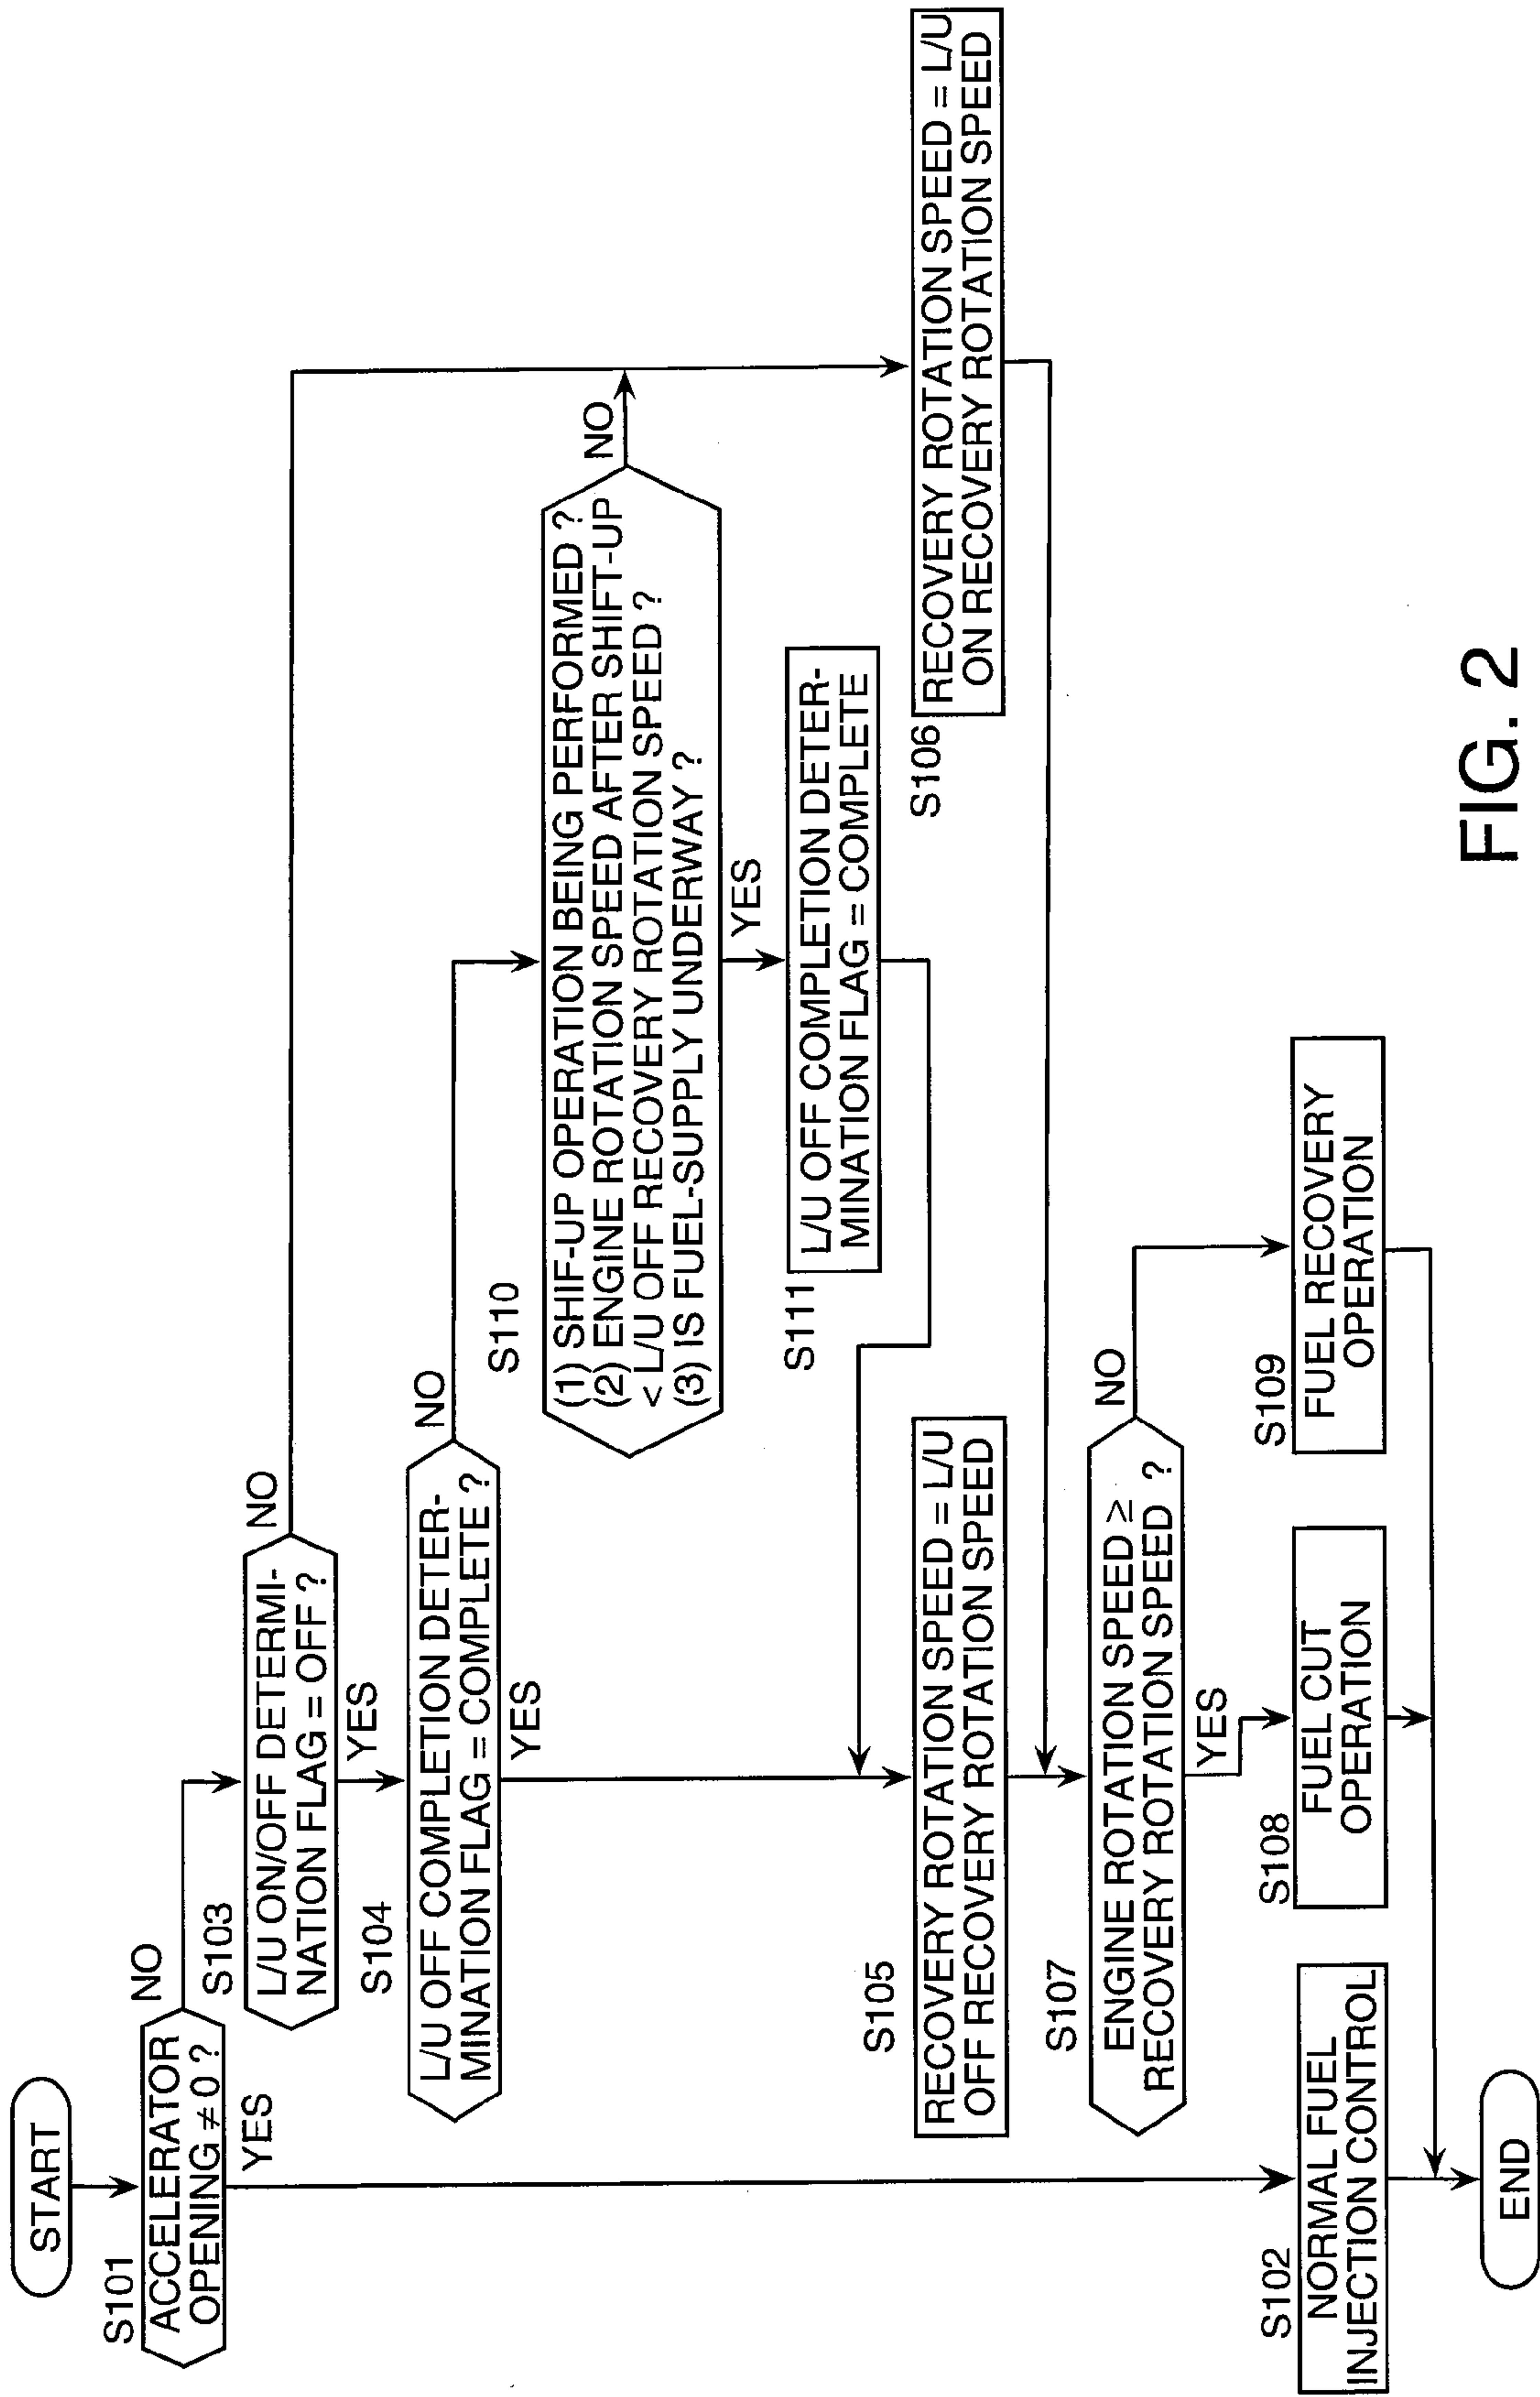 START
S101
ACCELERATOR
OPENING ≠ 0 ?
NO
YES
S103
L/U ON/OFF DETERMI-
NATION FLAG = OFF ?
NO
YES
S104
L/U OFF COMPLETION DETER-
MINATION FLAG = COMPLETE ?
NO
YES
S110
(1) SHIF-UP OPERATION BEING PERFORMED ?
(2) ENGINE ROTATION SPEED AFTER SHIFT-UP
< L/U OFF RECOVERY ROTATION SPEED ?
(3) IS FUEL-SUPPLY UNDERWAY ?
NO
YES
S111
L/U OFF COMPLETION DETER-
MINATION FLAG = COMPLETE
S105
RECOVERY ROTATION SPEED = L/U
OFF RECOVERY ROTATION SPEED
S106
RECOVERY ROTATION SPEED = L/U
ON RECOVERY ROTATION SPEED
S107
ENGINE ROTATION SPEED ≥
RECOVERY ROTATION SPEED ?
NO
YES
S102
NORMAL FUEL
INJECTION CONTROL
S108
FUEL CUT
OPERATION
S109
FUEL RECOVERY
OPERATION
END
FIG. 2